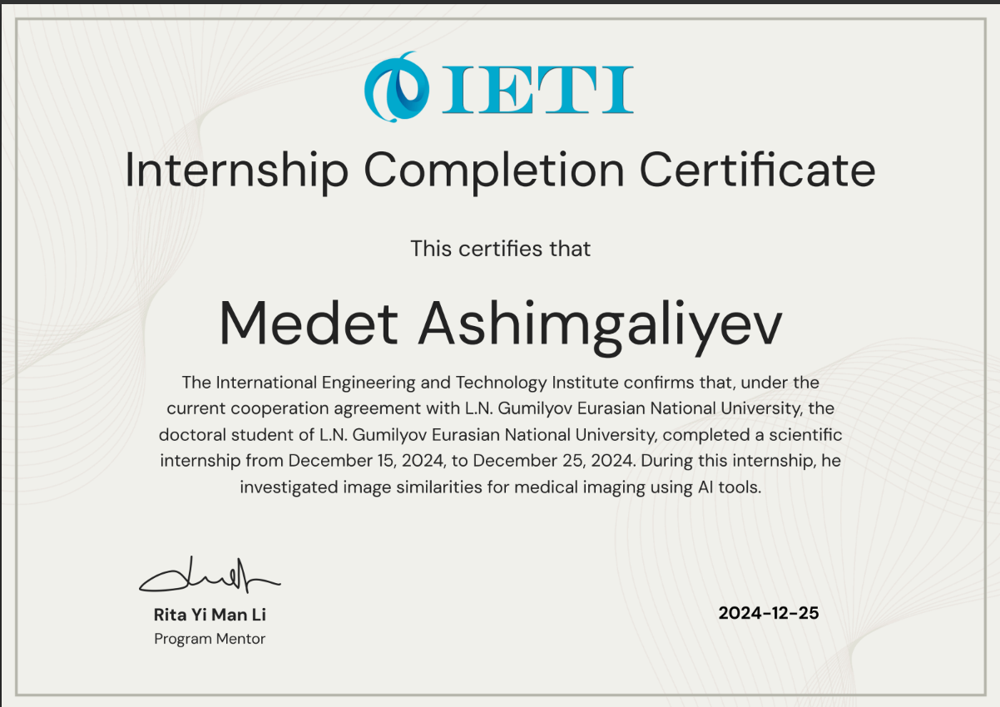 IETI
Internship Completion Certificate
This certifies that
Medet Ashimgaliyev
The International Engineering and Technology Institute confirms that, under the
current cooperation agreement with L.N. Gumilyov Eurasian National University, the
doctoral student of L.N. Gumilyov Eurasian National University, completed a scientific
internship from December 15, 2024, to December 25, 2024. During this internship, he
investigated image similarities for medical imaging using AI tools.
Rita Yi Man Li
Program Mentor
2024-12-25